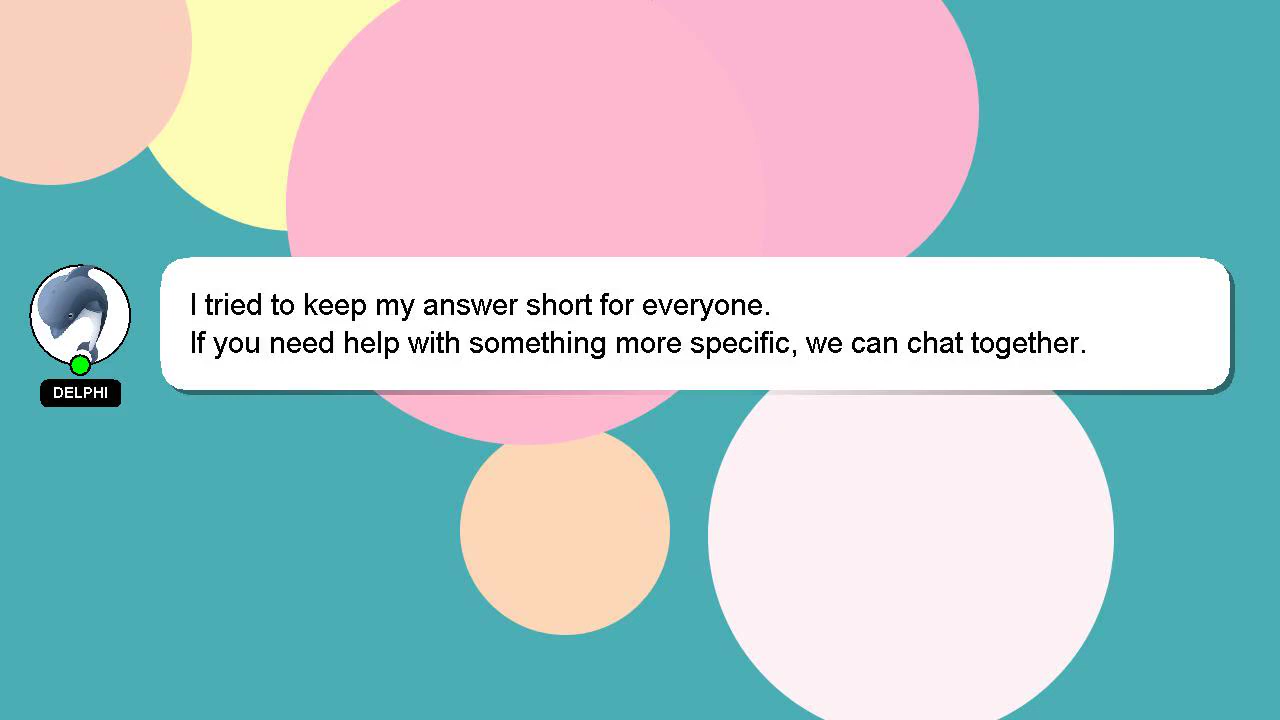 I tried to keep my answer short for everyone.
If you need help with something more specific, we can chat together.
DELPHI